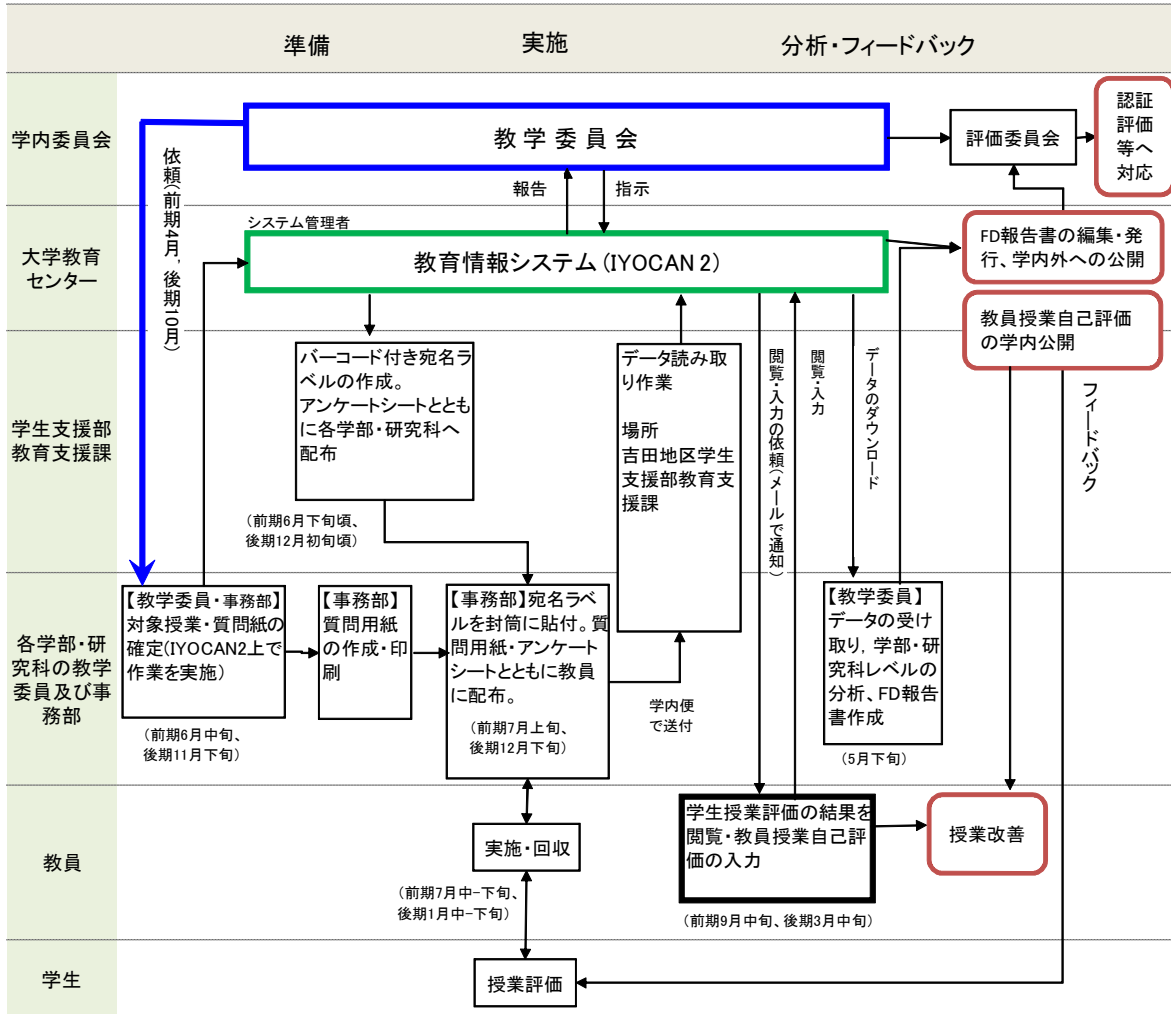 準備
実施
分析・フィードバック
学内委員会
教 学 委 員 会
評価委員会
認証
評価
等へ
対応
依頼(前期4月, 後期10月)
報告
指示
大学教育
センター
システム管理者
教育情報システム(IYOCAN 2)
FD報告書の編集・発
行、学内外への公開
教員授業自己評価
の学内公開
学生支援部
教育支援課
バーコード付き宛名ラ
ベルの作成。
アンケートシートととも
に各学部・研究科へ
配布
(前期6月下旬頃、
後期12月初旬頃)
データ読み取
り作業
場所
吉田地区学生
支援部教育支
援課
閲覧・入力の依頼(メールで通知)
閲覧・入力
データのダウンロード
フィードバック
各学部・研
究科の教学
委員及び事
務部
【教学委員・事務部】
対象授業・質問紙の
確定(IYOCAN2上で
作業を実施)
(前期6月中旬、
後期11月下旬)
【事務部】
質問用紙
の作成・印
刷
【事務部】宛名ラベ
ルを封筒に貼付。質
問用紙・アンケート
シートとともに教員
に配布。
(前期7月上旬、
後期12月下旬)
学内便
で送付
【教学委員】
データの受け
取り, 学部・研
究科レベルの
分析、FD報告
書作成
(5月下旬)
教員
実施・回収
(前期7月中-下旬、
後期1月中-下旬)
学生授業評価の結果を
閲覧・教員授業自己評
価の入力
(前期9月中旬、後期3月中旬)
授業改善
学生
授業評価